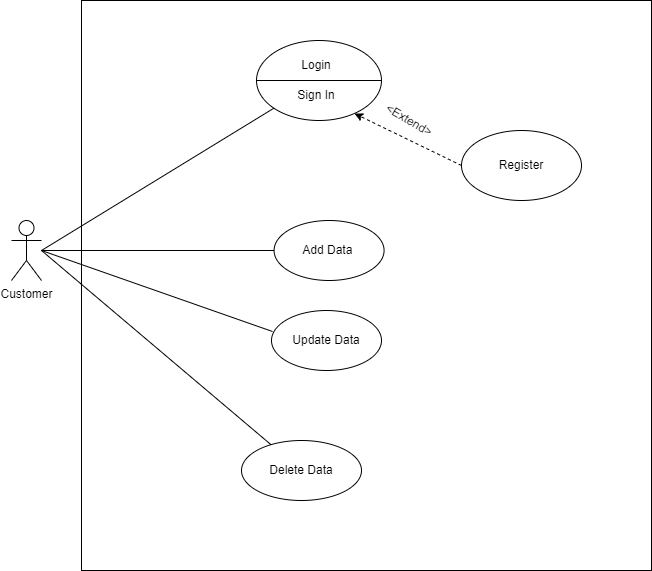 Login
Sign In
<Extend>
Register
Customer
Add Data
Update Data
Delete Data